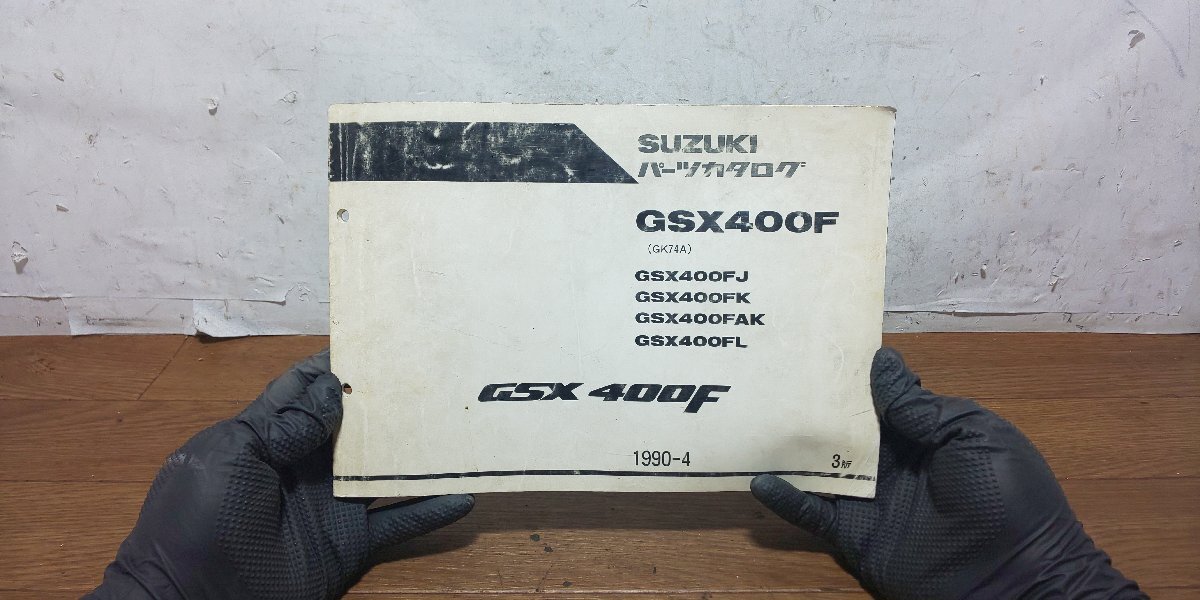 SUZUKI
パーツカタログ
GSX400F
(GK74A)
GSX400FJ
GSX400FK
GSX400FAK
GSX400FL
GSX 400F
1990-4
3版